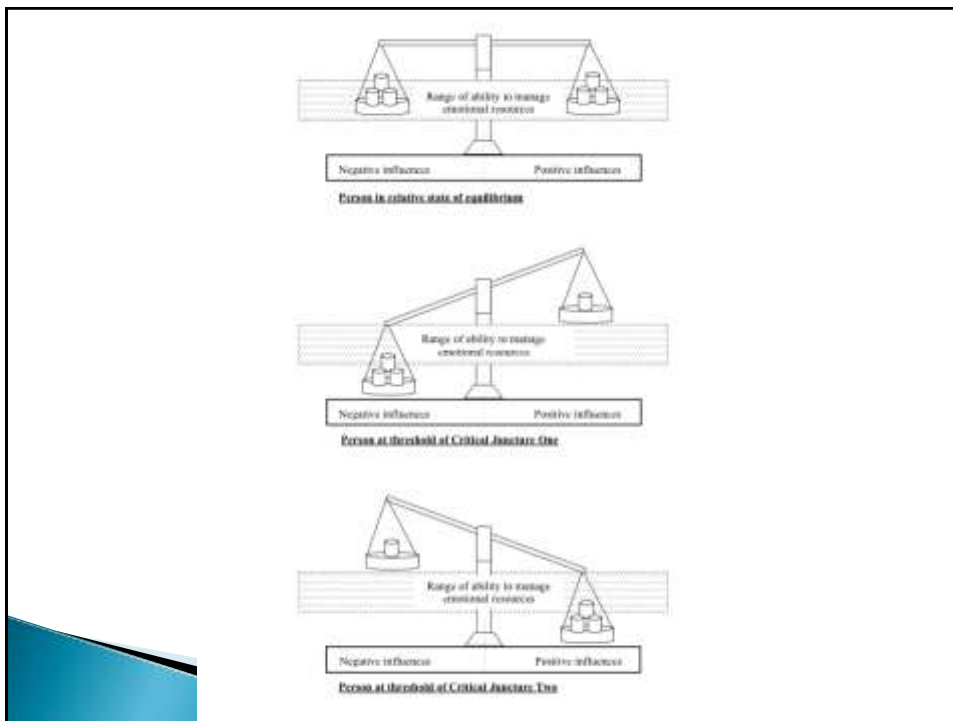 Range of ability to manage
emotional resources
Negative influences Positive influences
Person in relative state of equilibrium
Range of ability to manage
emotional resources
Negative influences Positive influences
Person at threshold of Critical Juncture One
Range of ability to manage
emotional resources
Negative influences Positive influences
Person at threshold of Critical Juncture Two